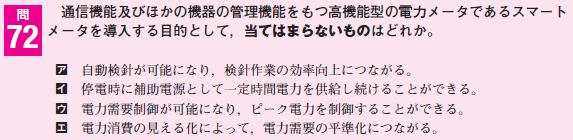 問
72
通信機能及びほかの機器の管理機能をもつ高機能型の電力メータであるスマート
メータを導入する目的として，当てはまらないものはどれか。
ア 自動検針が可能になり，検針作業の効率向上につながる。
イ 停電時に補助電源として一定時間電力を供給し続けることができる。
ウ 電力需要制御が可能になり，ピーク電力を制御することができる。
エ 電力消費の見える化によって，電力需要の平準化につながる。